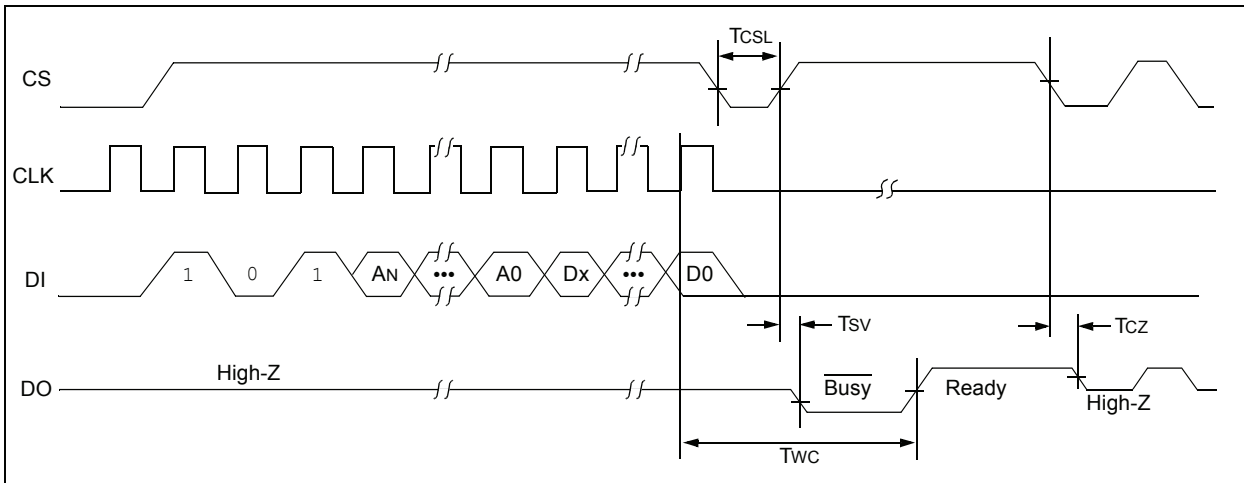 TCSL
CS
CLK
DI
1 0 1 AN ••• A0 Dx ••• D0
TSV
TCZ
DO
High-Z
Busy
Ready
High-Z
TWC